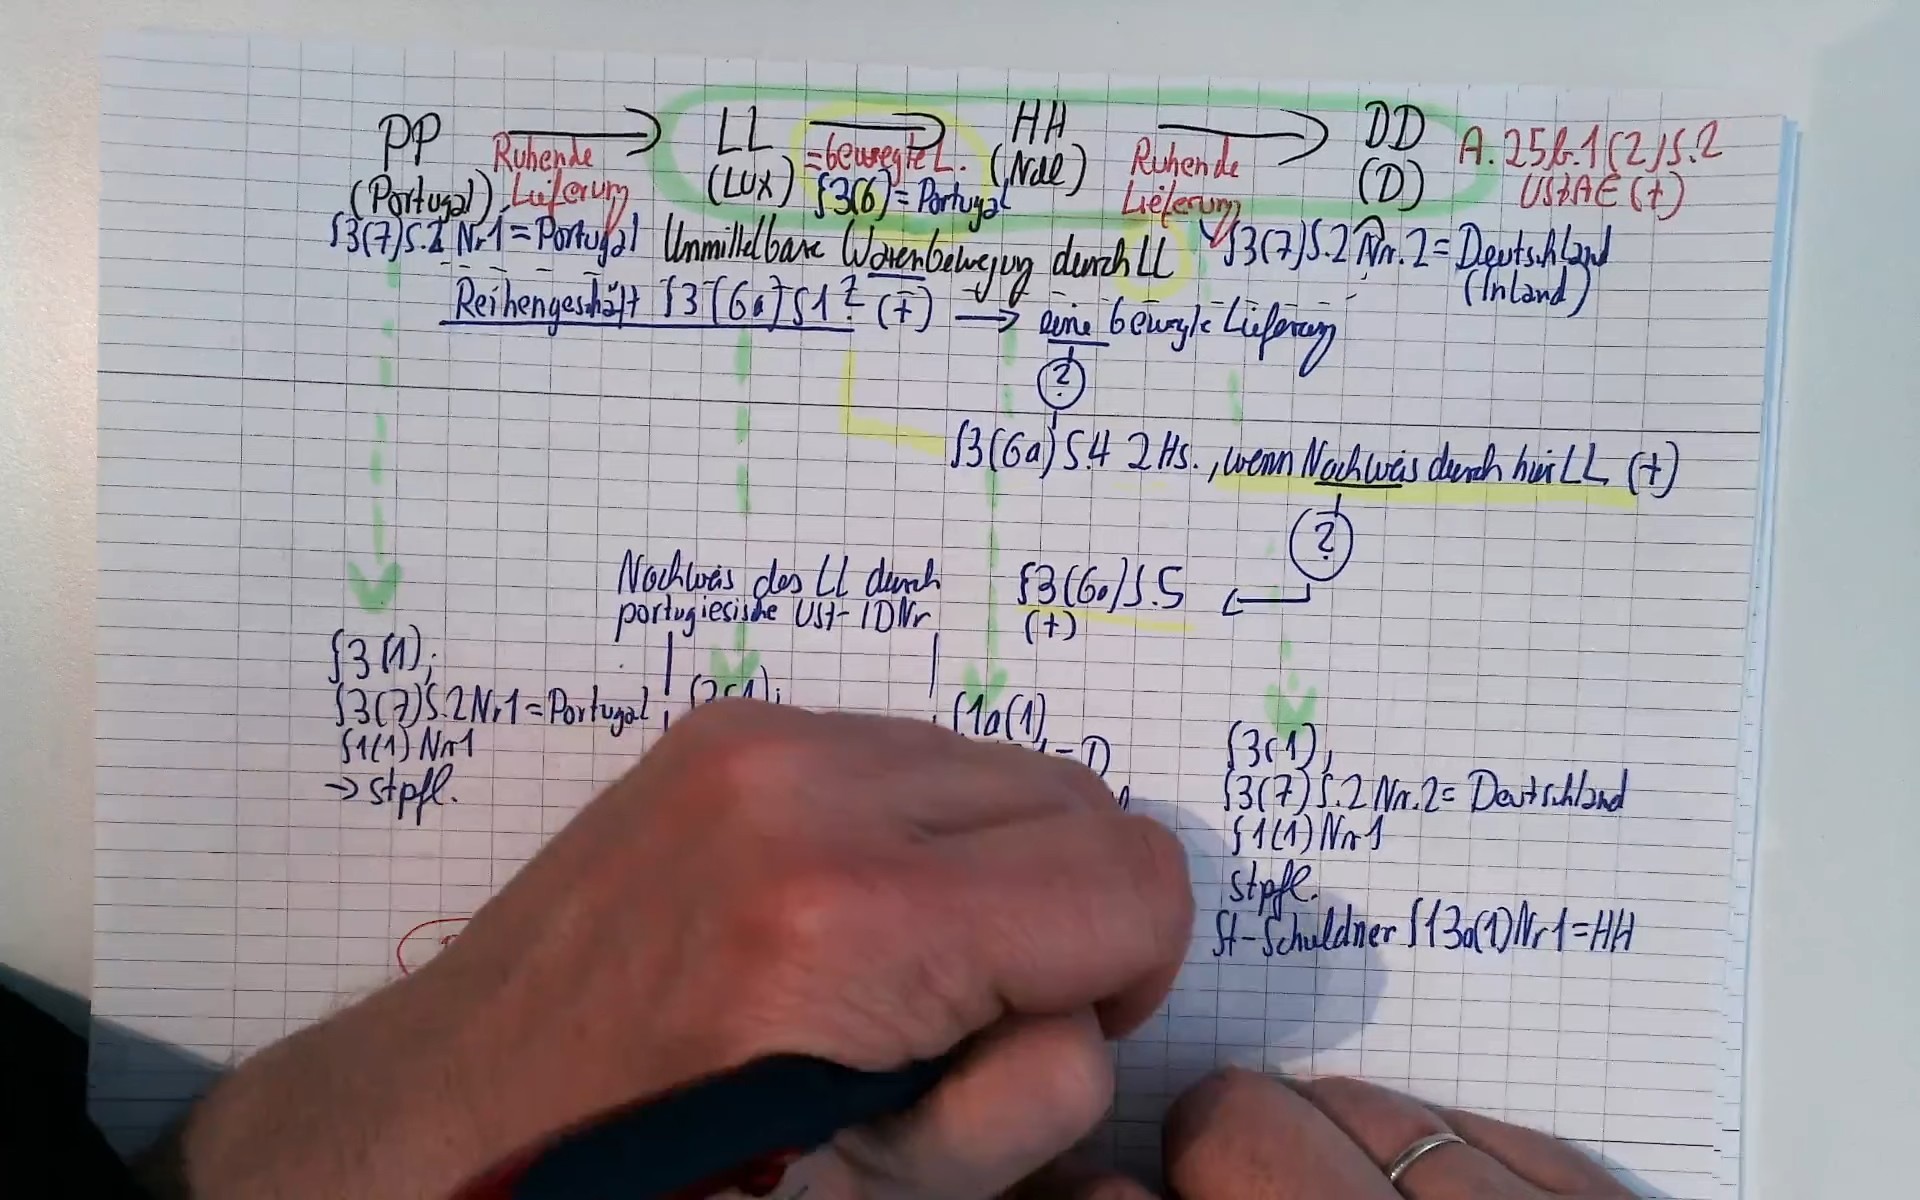 PP → LL → HH → DD
Ruhende
Lieferung
=bewegte L.
Ruhende
Lieferung
A. 25b.1(2)S.2
UStAE (+)
(Portugal)
(LUX)
§3(6)=Portugal
(Ndl)
(D)
§3(7)S.2 Nr1=Portugal
Unmittelbare Warenbewegung durch LL
§3(7)S.2 Nr.2=Deutschland
(Inland)
Reihengeschäft §3(6a)S1? (+) → eine bewegte Lieferung
?
§3(6a)S.4 2Hs., wenn Nachweis durch hier LL (+)
?
Nachweis des LL durch
portugiesische USt-IDNr
§3(6a)S.5
(+)
§3(1);
§3(7)S.2Nr1=Portugal
§1(1)Nr1
→stpfl.
§3(1);
§1a(1)
=D
§3(1);
§3(7)S.2Nr.2=Deutschland
§1(1)Nr1
stpfl.
St-Schuldner §13a(1)Nr1=HH